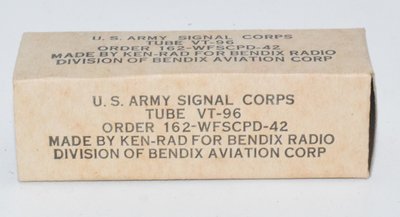 U.S. ARMY SIGNAL CORPS
TUBE VT-96
ORDER 162-WFSCPD-42
MADE BY KEN-RAD FOR BENDIX RADIO
DIVISION OF BENDIX AVIATION CORP
U.S. ARMY SIGNAL CORPS
TUBE VT-96
ORDER 162-WFSCPD-42
MADE BY KEN-RAD FOR BENDIX RADIO
DIVISION OF BENDIX AVIATION CORP